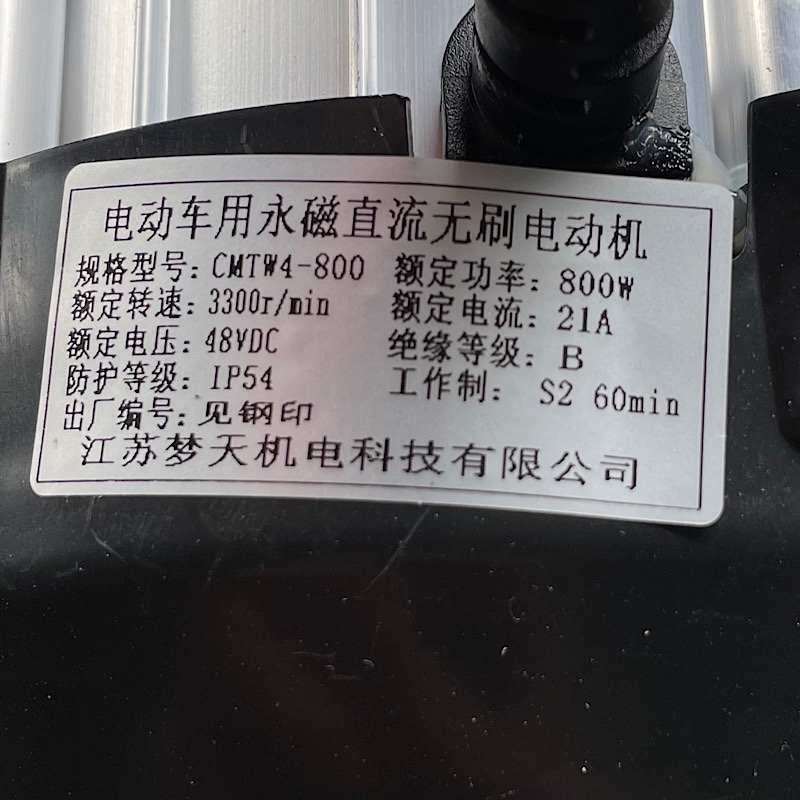 电动车用永磁直流无刷电动机
规格型号: CMTW4-800 额定功率: 800W
额定转速: 3300r/min 额定电流: 21A
额定电压: 48VDC 绝缘等级: B
防护等级: IP54 工作制: S2 60min
出厂编号: 见钢印
江苏梦天机电科技有限公司